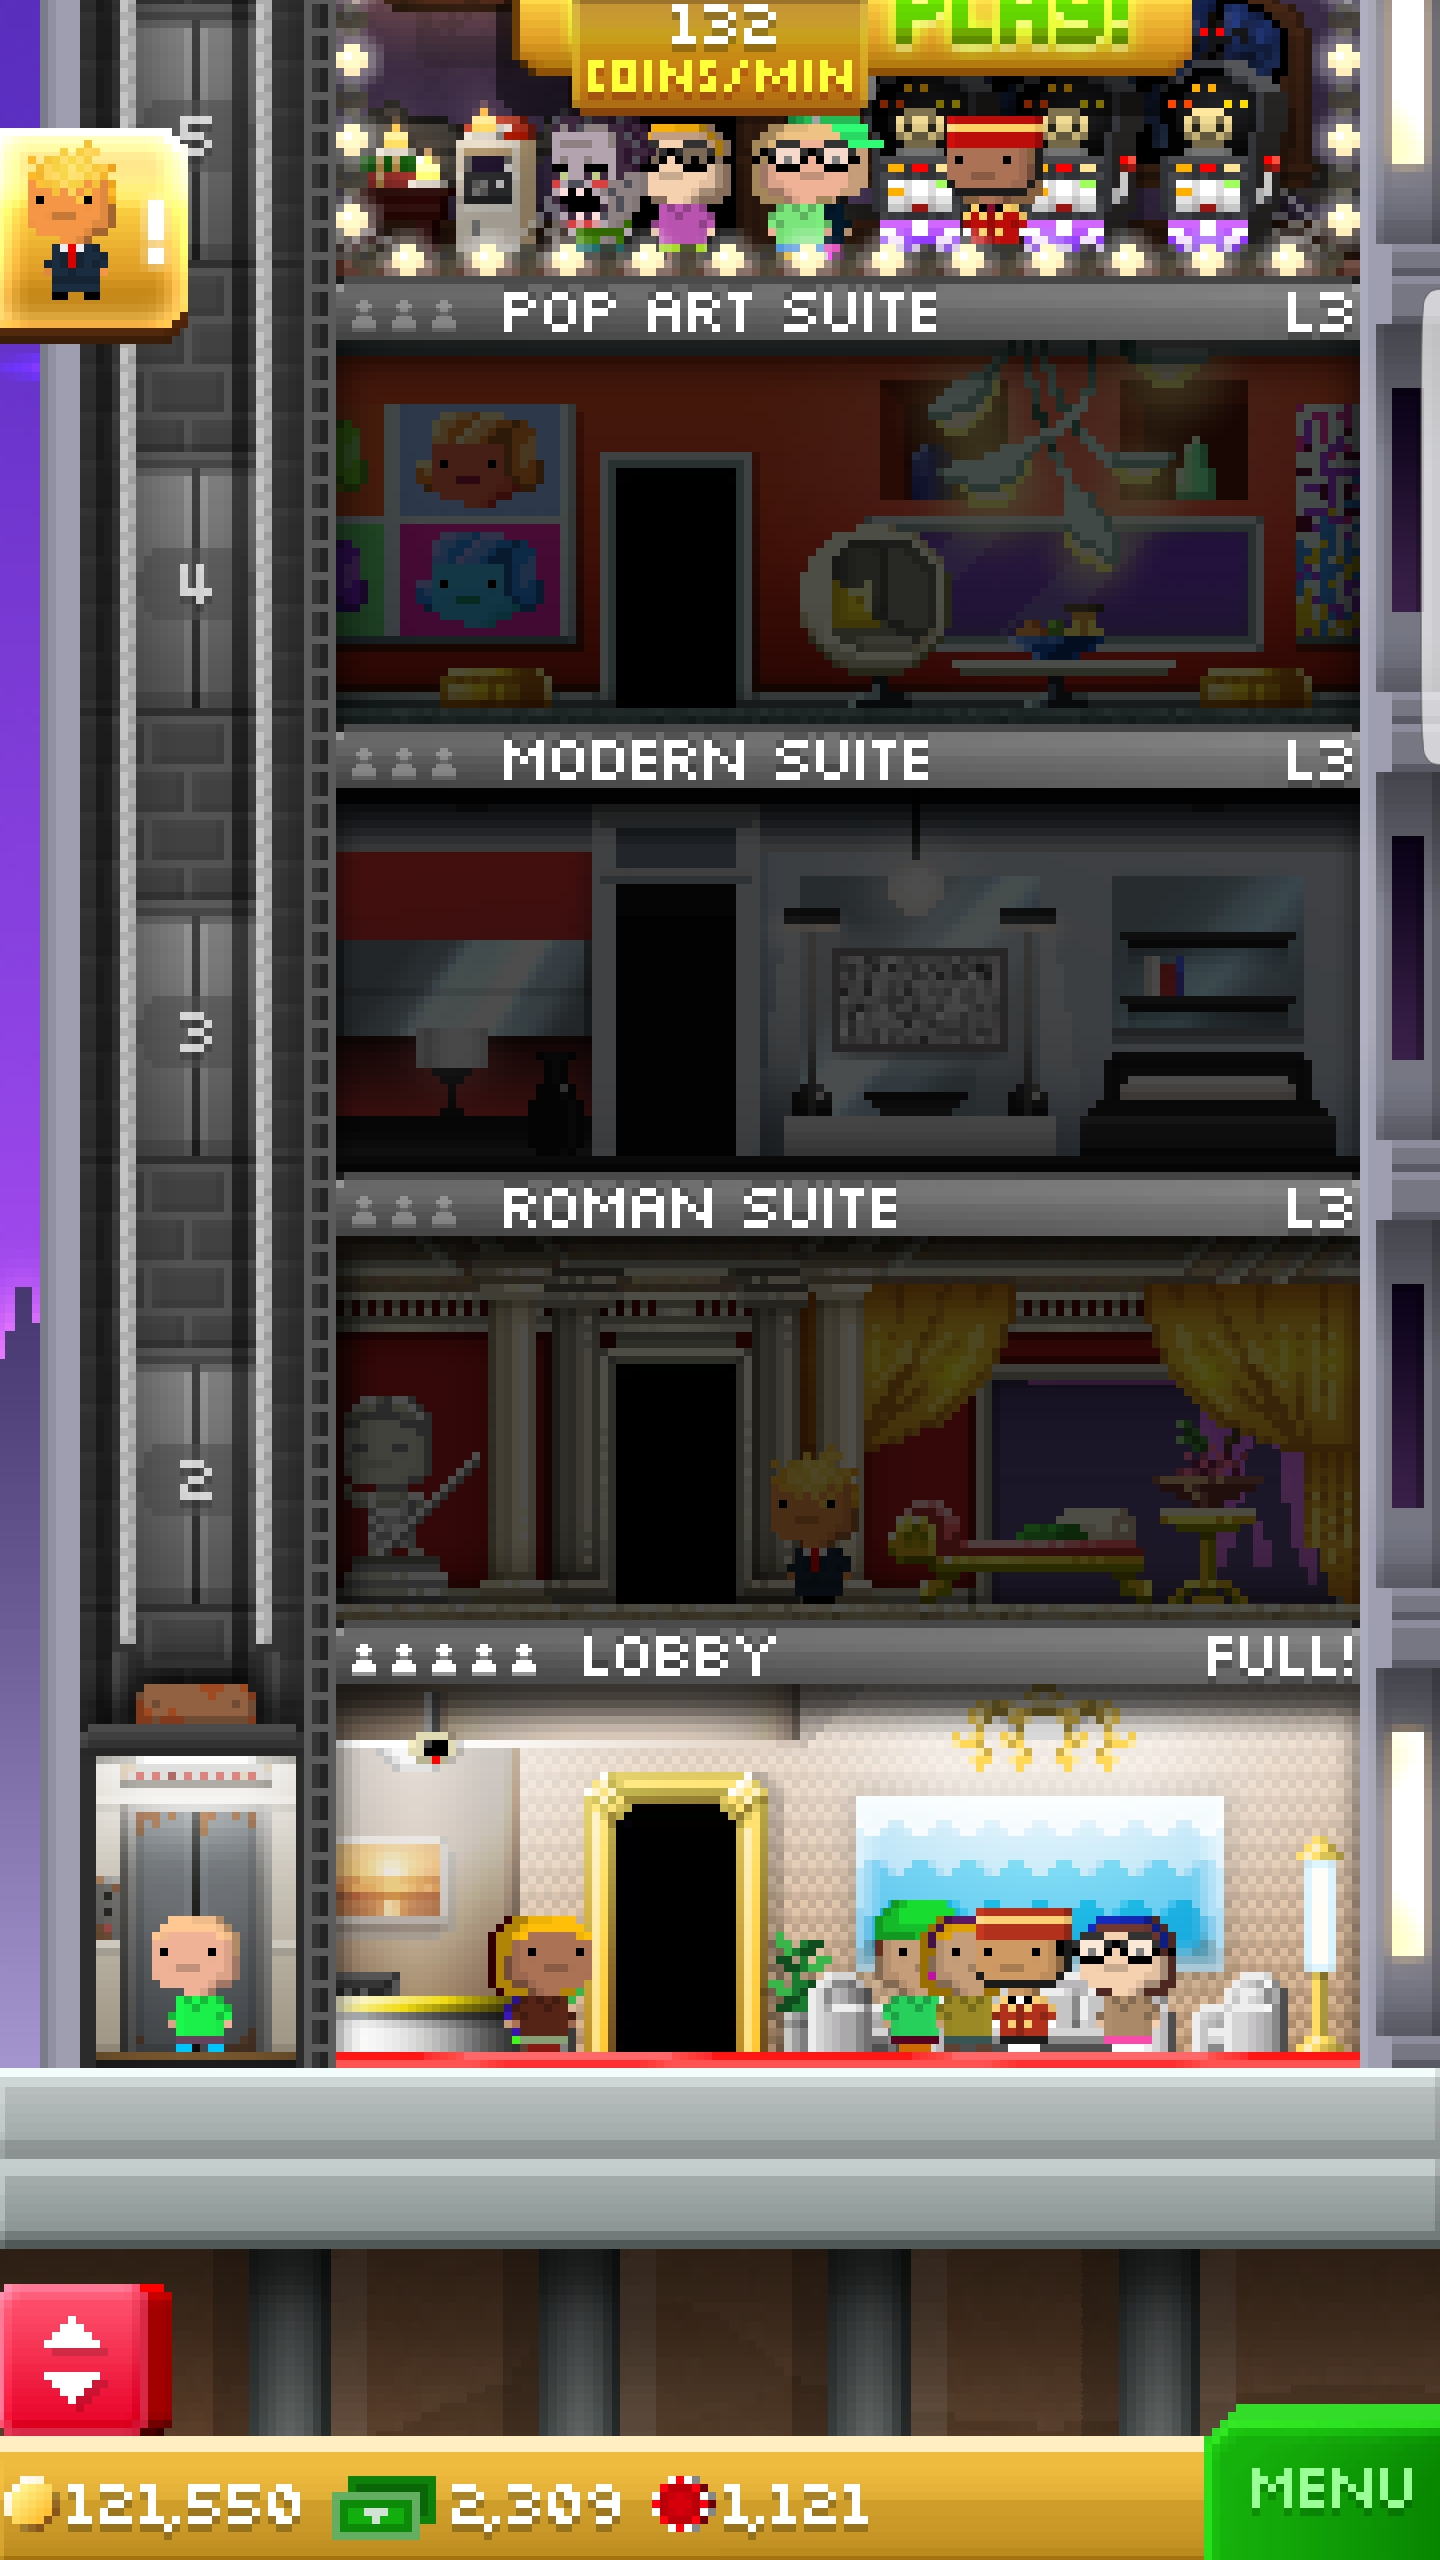 132
PLAY!
COINS/MIN
5
!
POP ART SUITE L3
4
MODERN SUITE L3
3
ROMAN SUITE L3
2
LOBBY FULL!
121,550 2,309 1,121
MENU